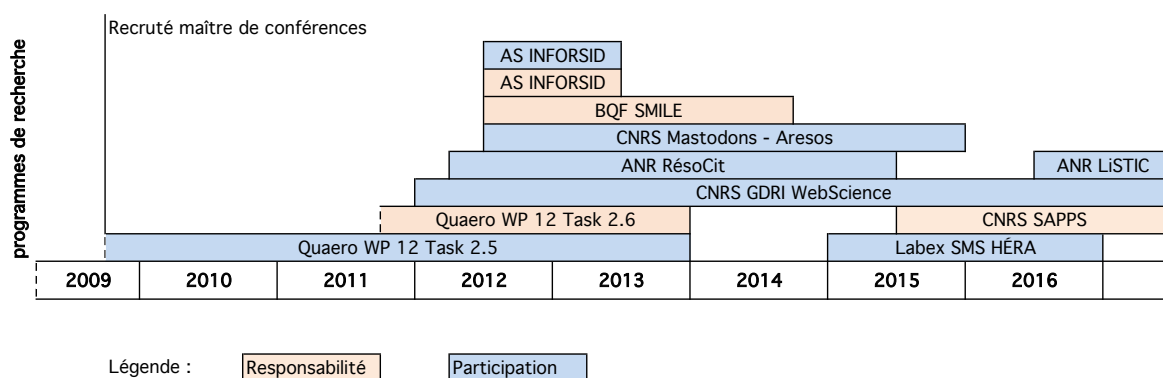 Recruté maître de conférences
programmes de recherche
AS INFORSID
AS INFORSID
BQF SMILE
CNRS Mastodons - Aresos
ANR RésoCit
ANR LiSTIC
CNRS GDRI WebScience
Quaero WP 12 Task 2.6
CNRS SAPPS
Quaero WP 12 Task 2.5
Labex SMS HÉRA
2009
2010
2011
2012
2013
2014
2015
2016
Légende :
Responsabilité
Participation